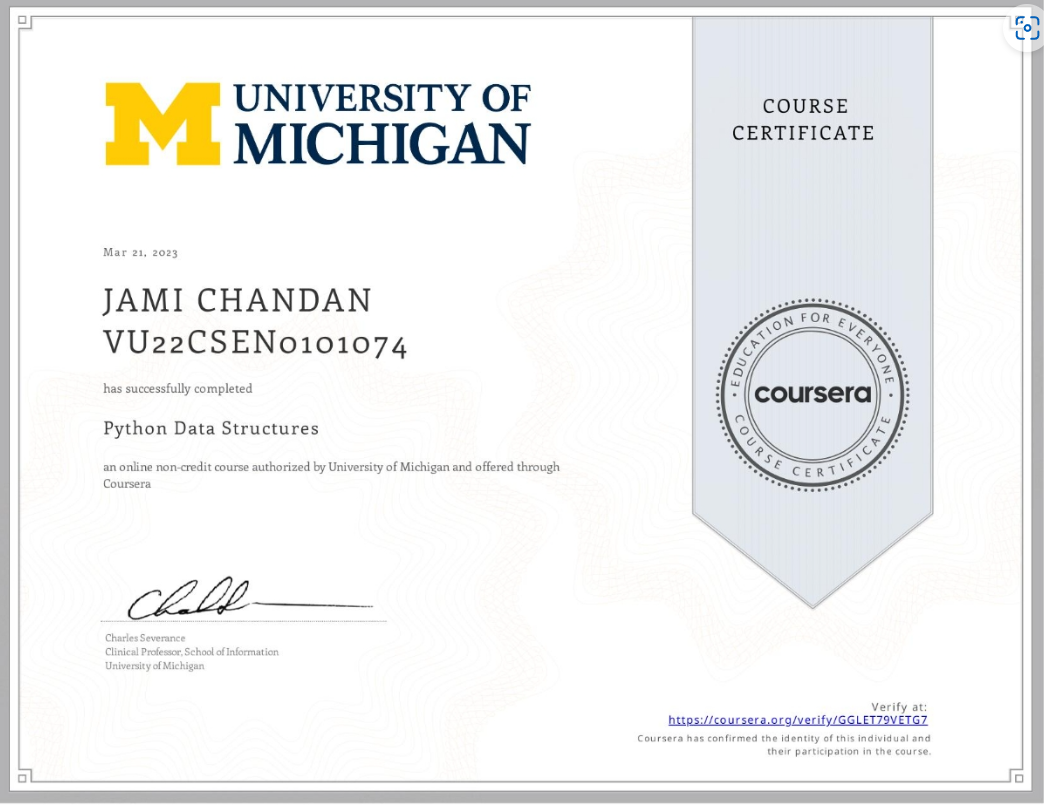 UNIVERSITY OF
MICHIGAN
COURSE
CERTIFICATE
Mar 21, 2023
JAMI CHANDAN
VU22CSEN0101074
has successfully completed
Python Data Structures
an online non-credit course authorized by University of Michigan and offered through
Coursera
EDUCATION FOR EVERYONE
coursera
COURSE CERTIFICATE
Charles Severance
Clinical Professor, School of Information
University of Michigan
Verify at:
https://coursera.org/verify/GGLET79VETG7
Coursera has confirmed the identity of this individual and
their participation in the course.